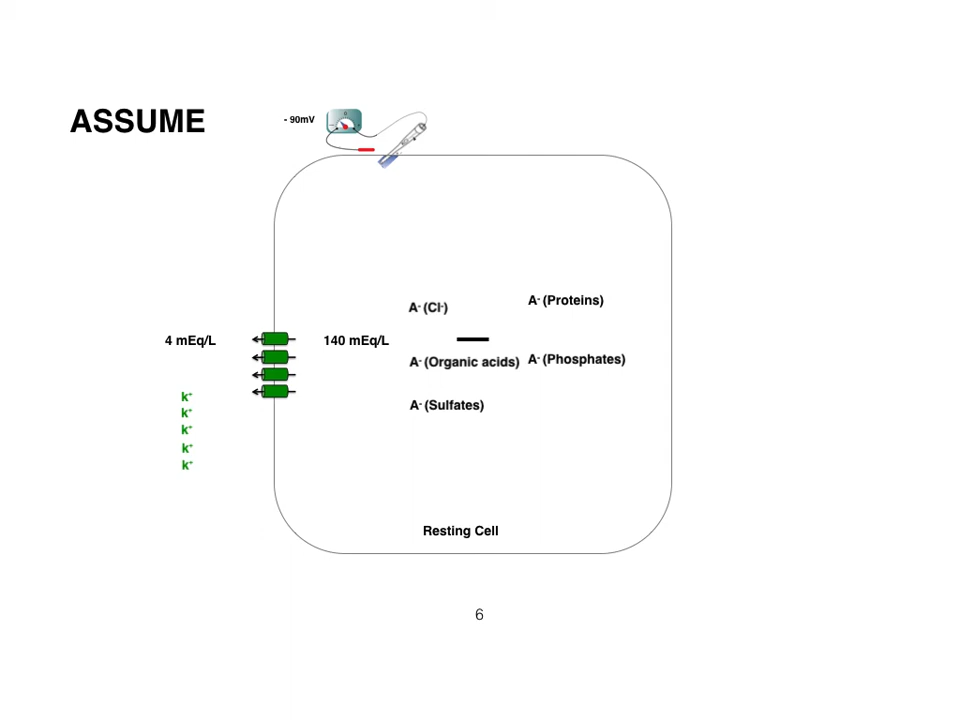 ASSUME
- 90mV
A- (Cl-)
A- (Proteins)
4 mEq/L
140 mEq/L
A- (Organic acids)
A- (Phosphates)
k+
k+
A- (Sulfates)
k+
k+
k+
Resting Cell
6